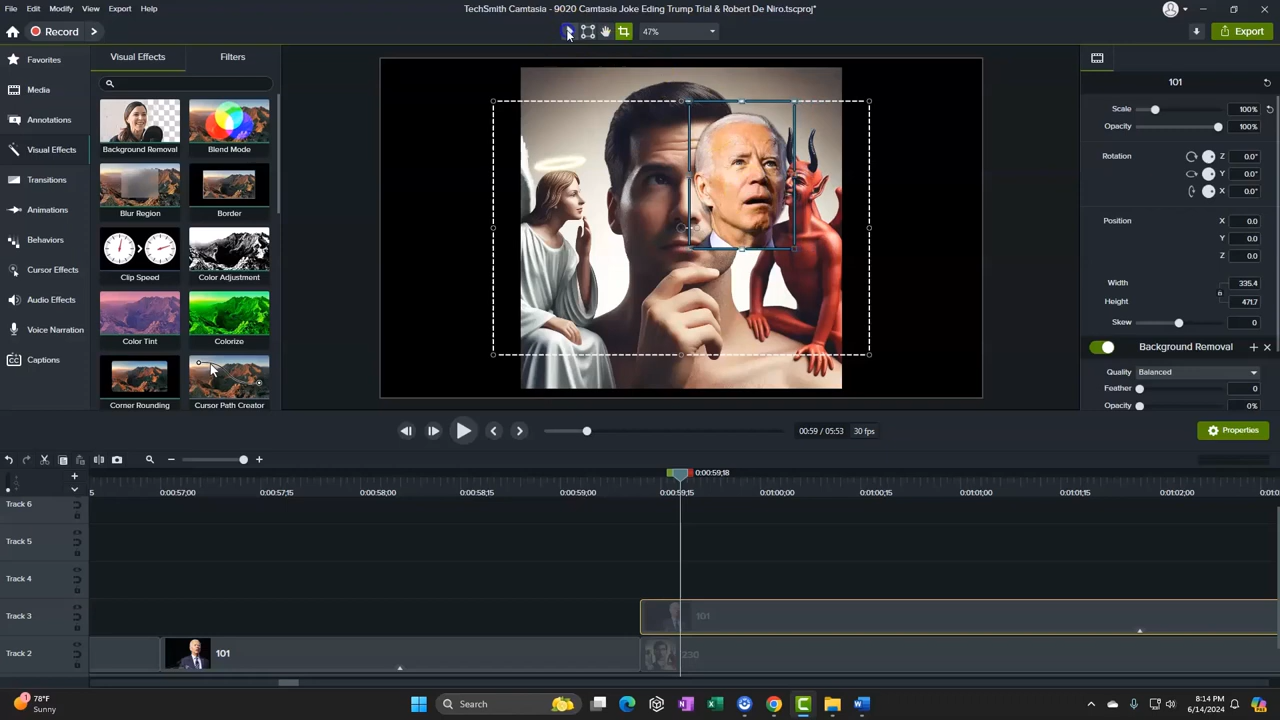 File Edit Modify View Export Help
TechSmith Camtasia - 9020 Camtasia Joke Eding Trump Trial & Robert De Niro.tscproj*
Record
47%
Export
Favorites
Media
Annotations
Visual Effects
Transitions
Animations
Behaviors
Cursor Effects
Audio Effects
Voice Narration
Captions
Visual Effects Filters
Background Removal Blend Mode
Blur Region Border
Clip Speed Color Adjustment
Color Tint Colorize
Corner Rounding Cursor Path Creator
101
Scale 100%
Opacity 100%
Rotation Z 0.0°
Y 0.0°
X 0.0°
Position X 0.0
Y 0.0
Z 0.0
Width 335.4
Height 471.7
Skew 0
Background Removal
Quality Balanced
Feather 0
Opacity 0%
00:59 / 05:53 30 fps
Properties
0:00:59;18
5 0:00:57;00 0:00:57;15 0:00:58;00 0:00:58;15 0:00:59;00 0:00:59;15 0:01:00;00 0:01:00;15 0:01:01;00 0:01:01;15 0:01:02;00 0:01:0
Track 6
Track 5
Track 4
Track 3 101
Track 2 101 230
78°F
Sunny
Search
8:14 PM
6/14/2024